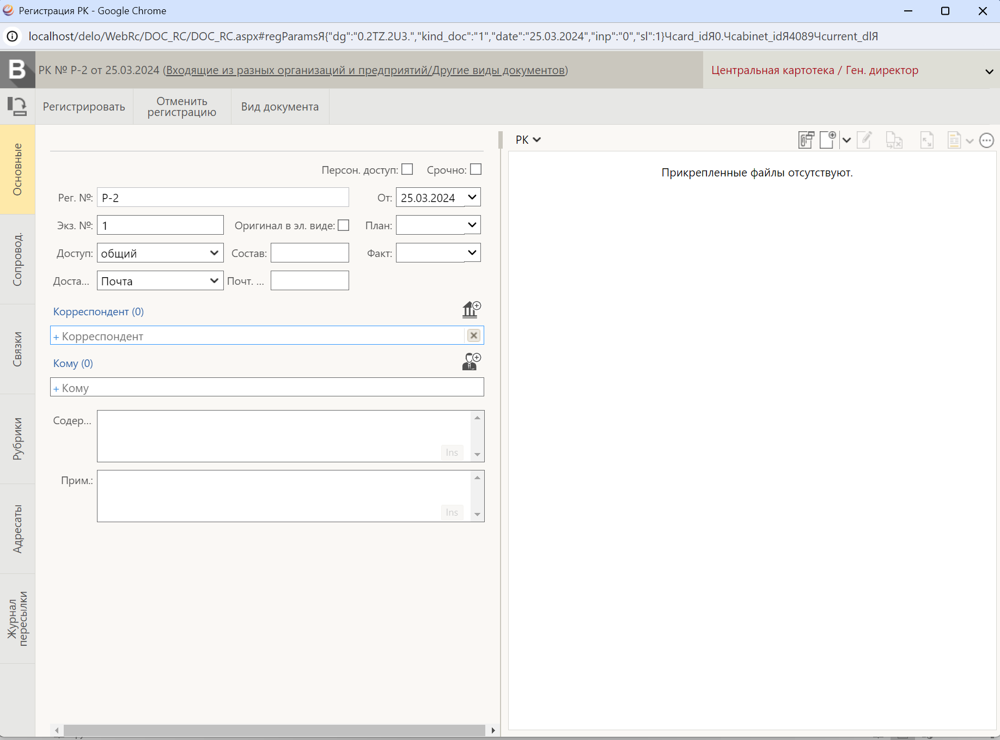 Регистрация РК - Google Chrome
localhost/delo/WebRc/DOC_RC/DOC_RC.aspx#regParamsЯ{"dg":"0.2TZ.2U3.","kind_doc":"1","date":"25.03.2024","inp":"0","sl":1}Чcard_idЯ0.Чcabinet_idЯ4089Чcurrent_dlЯ
В РК № Р-2 от 25.03.2024 (Входящие из разных организаций и предприятий/Другие виды документов)
Центральная картотека / Ген. директор
Регистрировать
Отменить
регистрацию
Вид документа
Основные
Сопровод.
Связки
Рубрики
Адресаты
Журнал
пересылки
Персон. доступ: Срочно:
Рег. №: Р-2 От: 25.03.2024
Экз. №: 1 Оригинал в эл. виде: План:
Доступ: общий Состав: Факт:
Доста... Почта Почт. ...
Корреспондент (0)
+ Корреспондент
Кому (0)
+ Кому
Содер...
Ins
Прим.:
Ins
РК
Прикрепленные файлы отсутствуют.